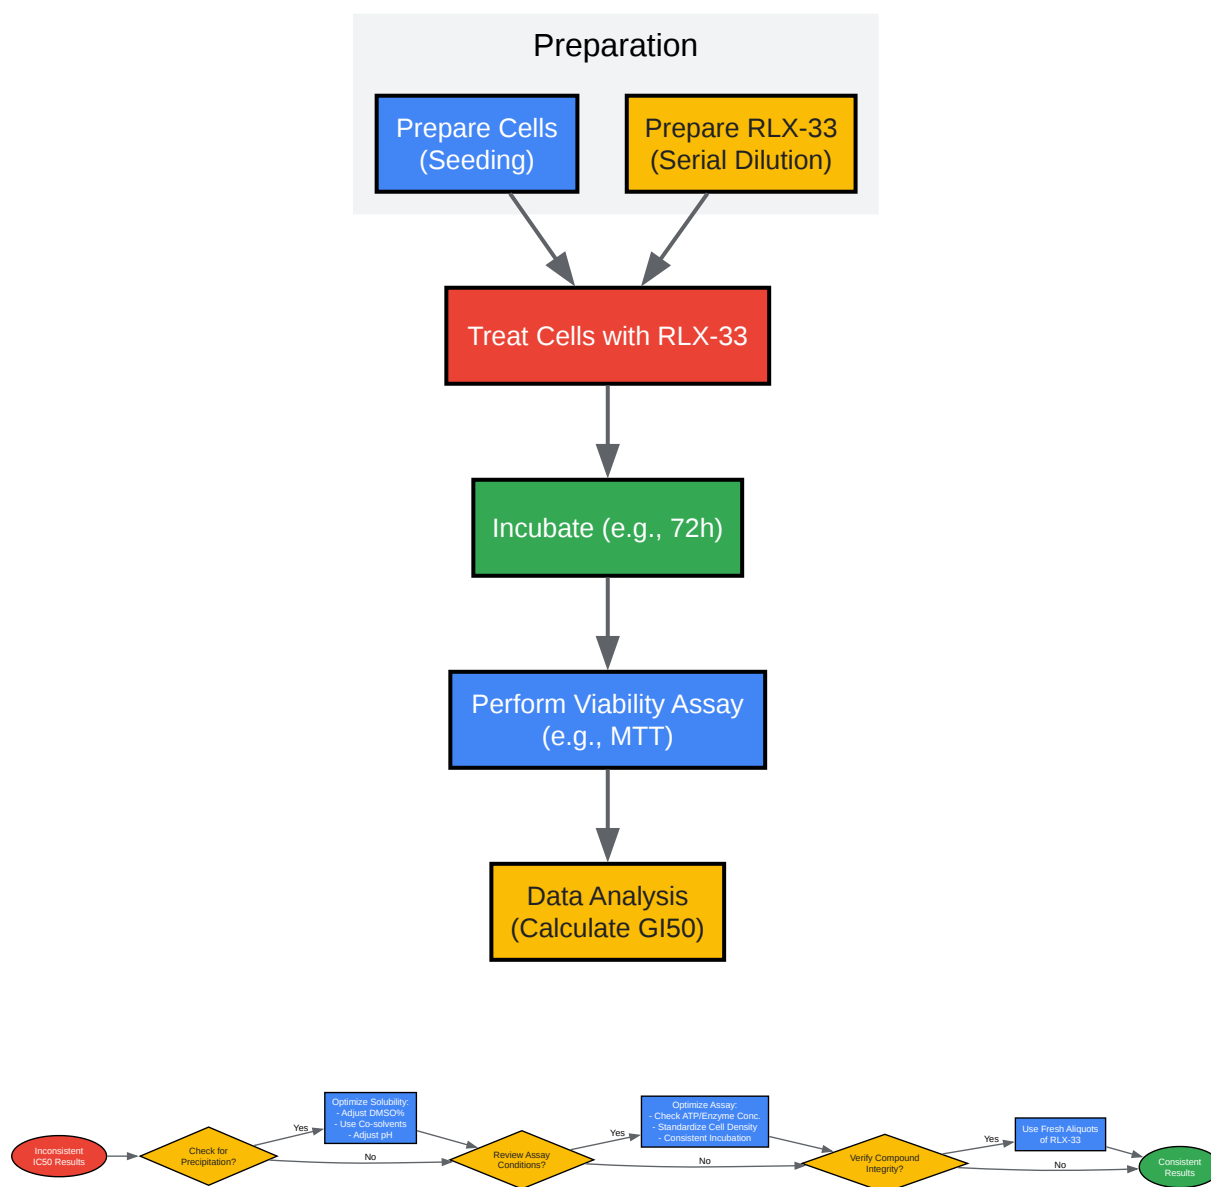 Preparation
Prepare Cells
(Seeding)
Prepare RLX-33
(Serial Dilution)
Treat Cells with RLX-33
Incubate (e.g., 72h)
Perform Viability Assay
(e.g., MTT)
Data Analysis
(Calculate GI50)
Inconsistent
IC50 Results
Check for
Precipitation?
Yes
No
Optimize Solubility:
- Adjust DMSO%
- Use Co-solvents
- Adjust pH
Review Assay
Conditions?
Yes
No
Optimize Assay:
- Check ATP/Enzyme Conc.
- Standardize Cell Density
- Consistent Incubation
Verify Compound
Integrity?
Yes
No
Use Fresh Aliquots
of RLX-33
Consistent
Results